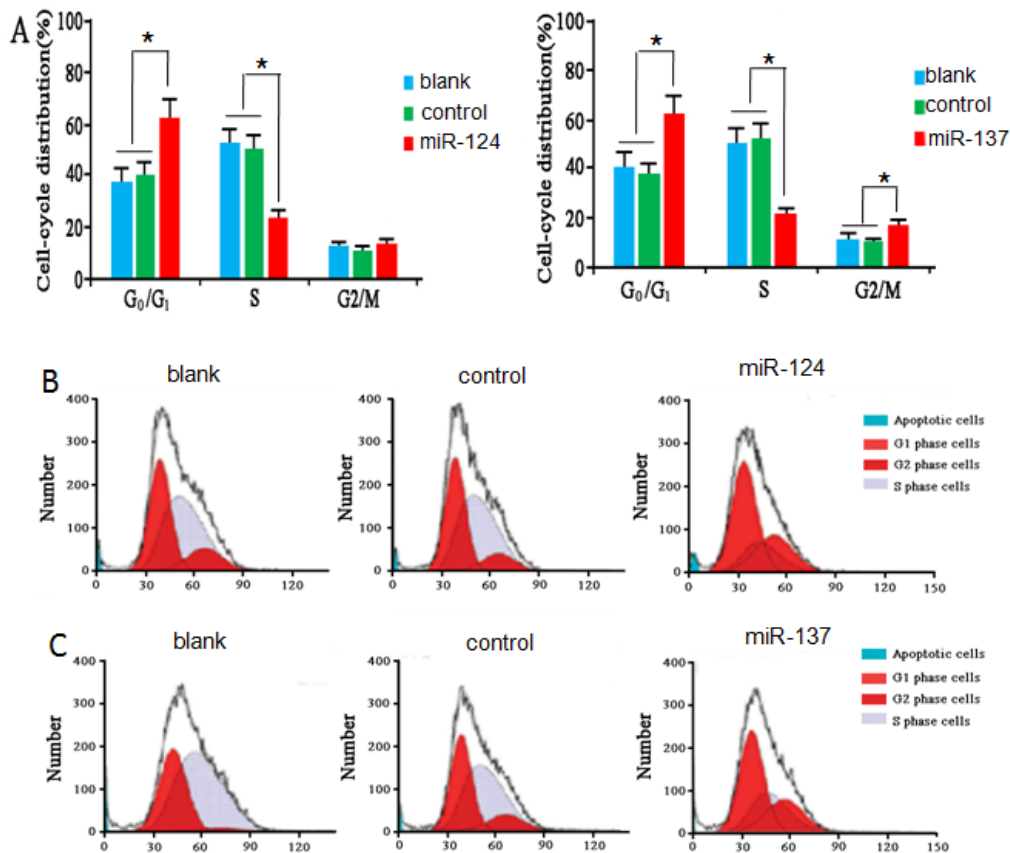 A
Cell-cycle distribution(%)
100
80
60
40
20
0
*
*
blank
control
miR-124
G₀/G₁ S G2/M
Cell-cycle distribution(%)
100
80
60
40
20
0
*
*
*
blank
control
miR-137
G₀/G₁ S G2/M
B
blank
Number
400
300
200
100
0
0 30 60 90 120
control
Number
400
300
200
100
0
0 30 60 90 120
miR-124
Number
400
300
200
100
0
0 30 60 90 120 150
Apoptotic cells
G1 phase cells
G2 phase cells
S phase cells
C
blank
Number
400
300
200
100
0
0 30 60 90 120
control
Number
400
300
200
100
0
0 30 60 90 120
miR-137
Number
400
300
200
100
0
0 30 60 90 120 150
Apoptotic cells
G1 phase cells
G2 phase cells
S phase cells